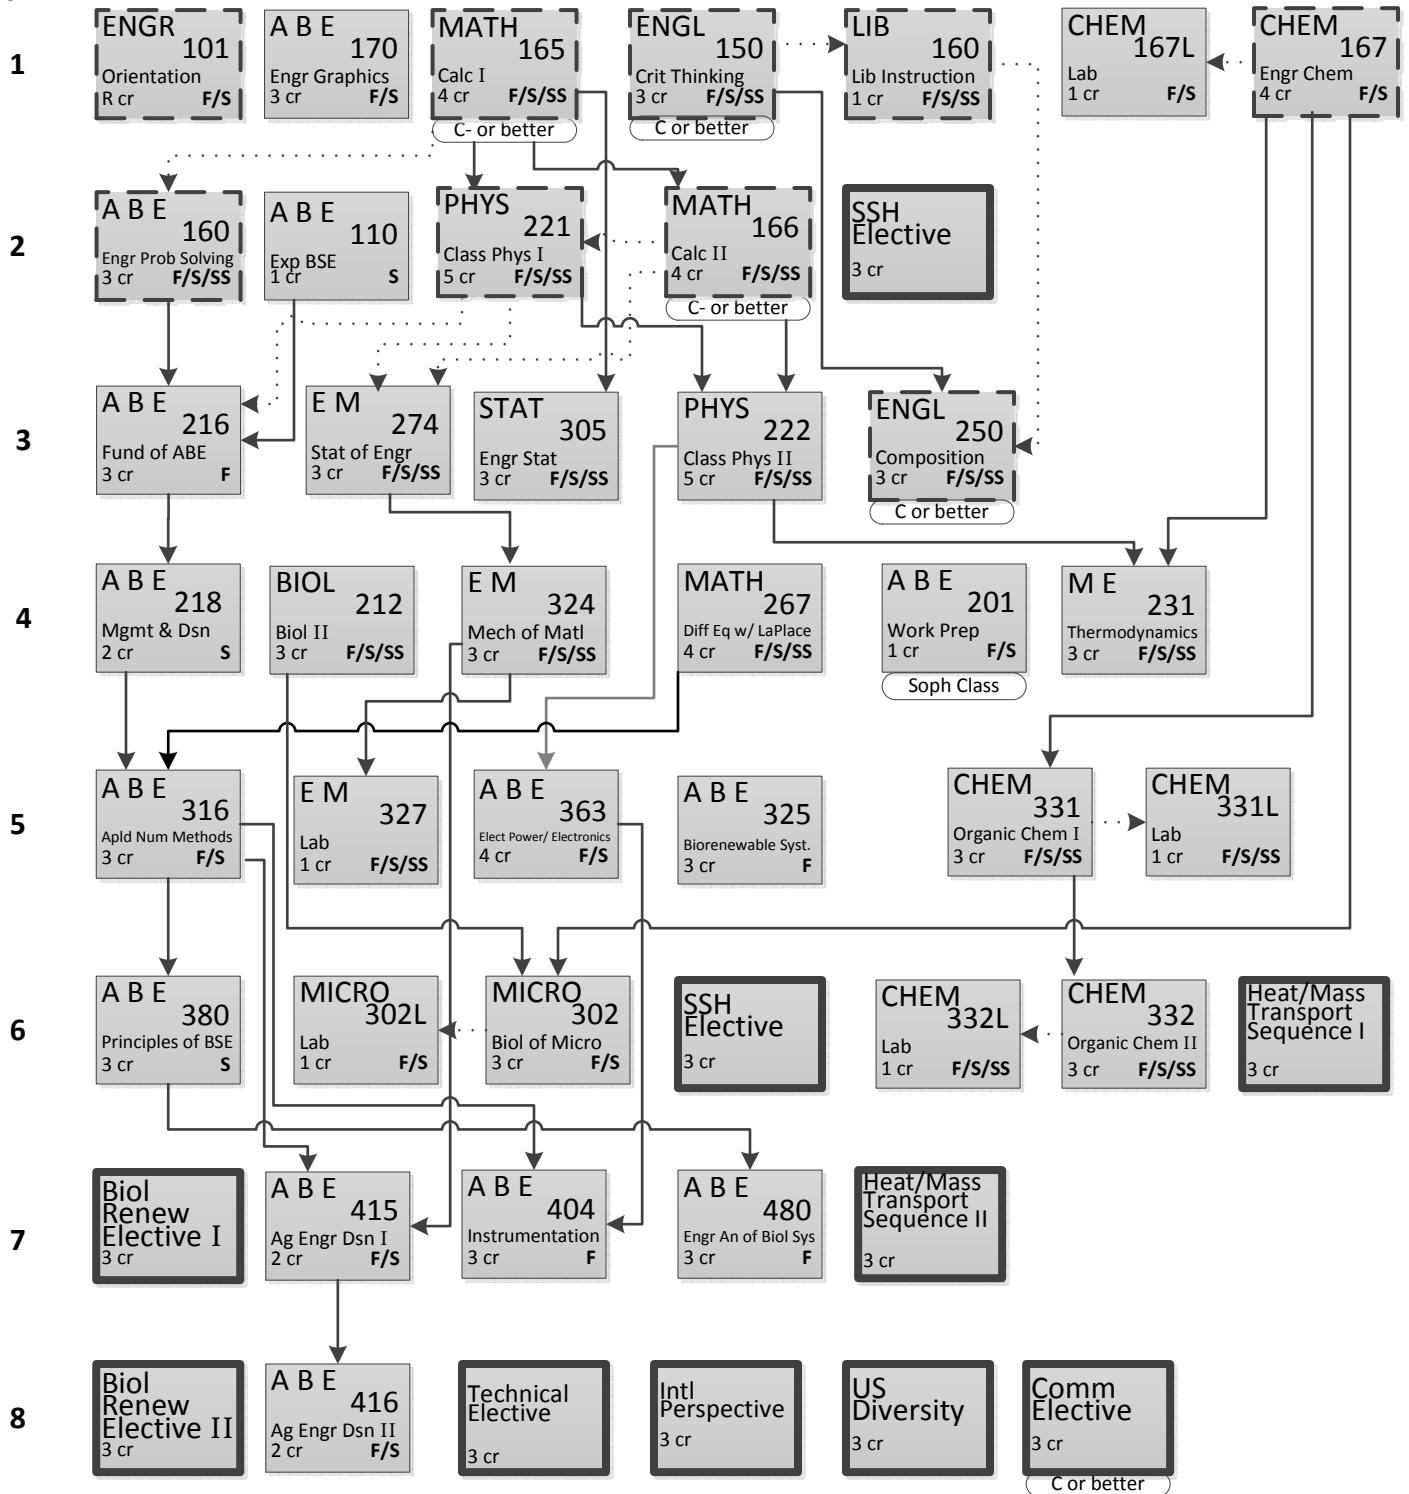 1
ENGR
101
Orientation
R cr F/S
A B E
170
Engr Graphics
3 cr F/S
MATH
165
Calc I
4 cr F/S/SS
C- or better
ENGL
150
Crit Thinking
3 cr F/S/SS
C or better
LIB
160
Lib Instruction
1 cr F/S/SS
CHEM
167L
Lab
1 cr F/S
CHEM
167
Engr Chem
4 cr F/S
2
A B E
160
Engr Prob Solving
3 cr F/S/SS
A B E
110
Exp BSE
1 cr S
PHYS
221
Class Phys I
5 cr F/S/SS
MATH
166
Calc II
4 cr F/S/SS
C- or better
SSH
Elective
3 cr
3
A B E
216
Fund of ABE
3 cr F
E M
274
Stat of Engr
3 cr F/S/SS
STAT
305
Engr Stat
3 cr F/S/SS
PHYS
222
Class Phys II
5 cr F/S/SS
ENGL
250
Composition
3 cr F/S/SS
C or better
4
A B E
218
Mgmt & Dsn
2 cr S
BIOL
212
Biol II
3 cr F/S/SS
E M
324
Mech of Matl
3 cr F/S/SS
MATH
267
Diff Eq w/ LaPlace
4 cr F/S/SS
A B E
201
Work Prep
1 cr F/S
Soph Class
M E
231
Thermodynamics
3 cr F/S/SS
5
A B E
316
Apld Num Methods
3 cr F/S
E M
327
Lab
1 cr F/S/SS
A B E
363
Elect Power/ Electronics
4 cr F/S
A B E
325
Biorenewable Syst.
3 cr F
CHEM
331
Organic Chem I
3 cr F/S/SS
CHEM
331L
Lab
1 cr F/S/SS
6
A B E
380
Principles of BSE
3 cr S
MICRO
302L
Lab
1 cr F/S
MICRO
302
Biol of Micro
3 cr F/S
SSH
Elective
3 cr
CHEM
332L
Lab
1 cr F/S/SS
CHEM
332
Organic Chem II
3 cr F/S/SS
Heat/Mass
Transport
Sequence I
3 cr
7
Biol
Renew
Elective I
3 cr
A B E
415
Ag Engr Dsn I
2 cr F/S
A B E
404
Instrumentation
3 cr F
A B E
480
Engr An of Biol Sys
3 cr F
Heat/Mass
Transport
Sequence II
3 cr
8
Biol
Renew
Elective II
3 cr
A B E
416
Ag Engr Dsn II
2 cr F/S
Technical
Elective
3 cr
Intl
Perspective
3 cr
US
Diversity
3 cr
Comm
Elective
3 cr
C or better